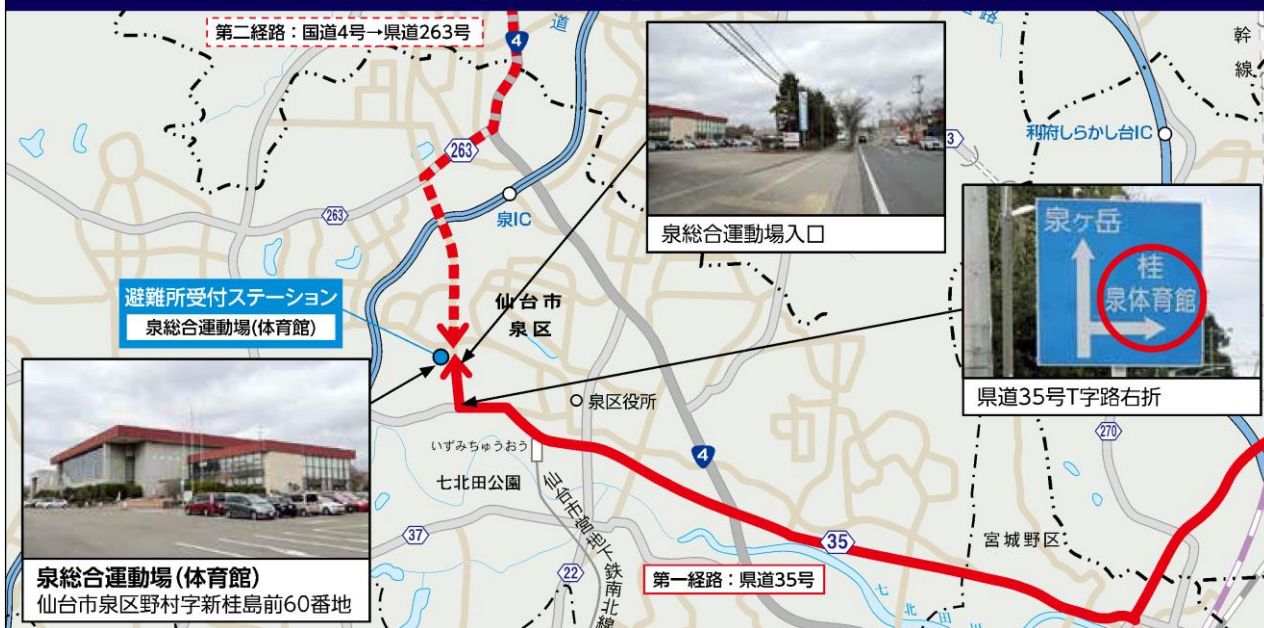 第二経路：国道4号→県道263号
4
道
路
幹
線
263
263
3
利府しらかし台IC
泉IC
泉総合運動場入口
泉ヶ岳
桂
泉体育館
県道35号T字路右折
避難所受付ステーション
泉総合運動場(体育館)
仙台市
泉区
泉区役所
いずみちゅうおう
七北田公園
仙台市営地下鉄南北線
4
270
37
35
宮城野区
22
第一経路：県道35号
七北田川
泉総合運動場(体育館)
仙台市泉区野村字新桂島前60番地